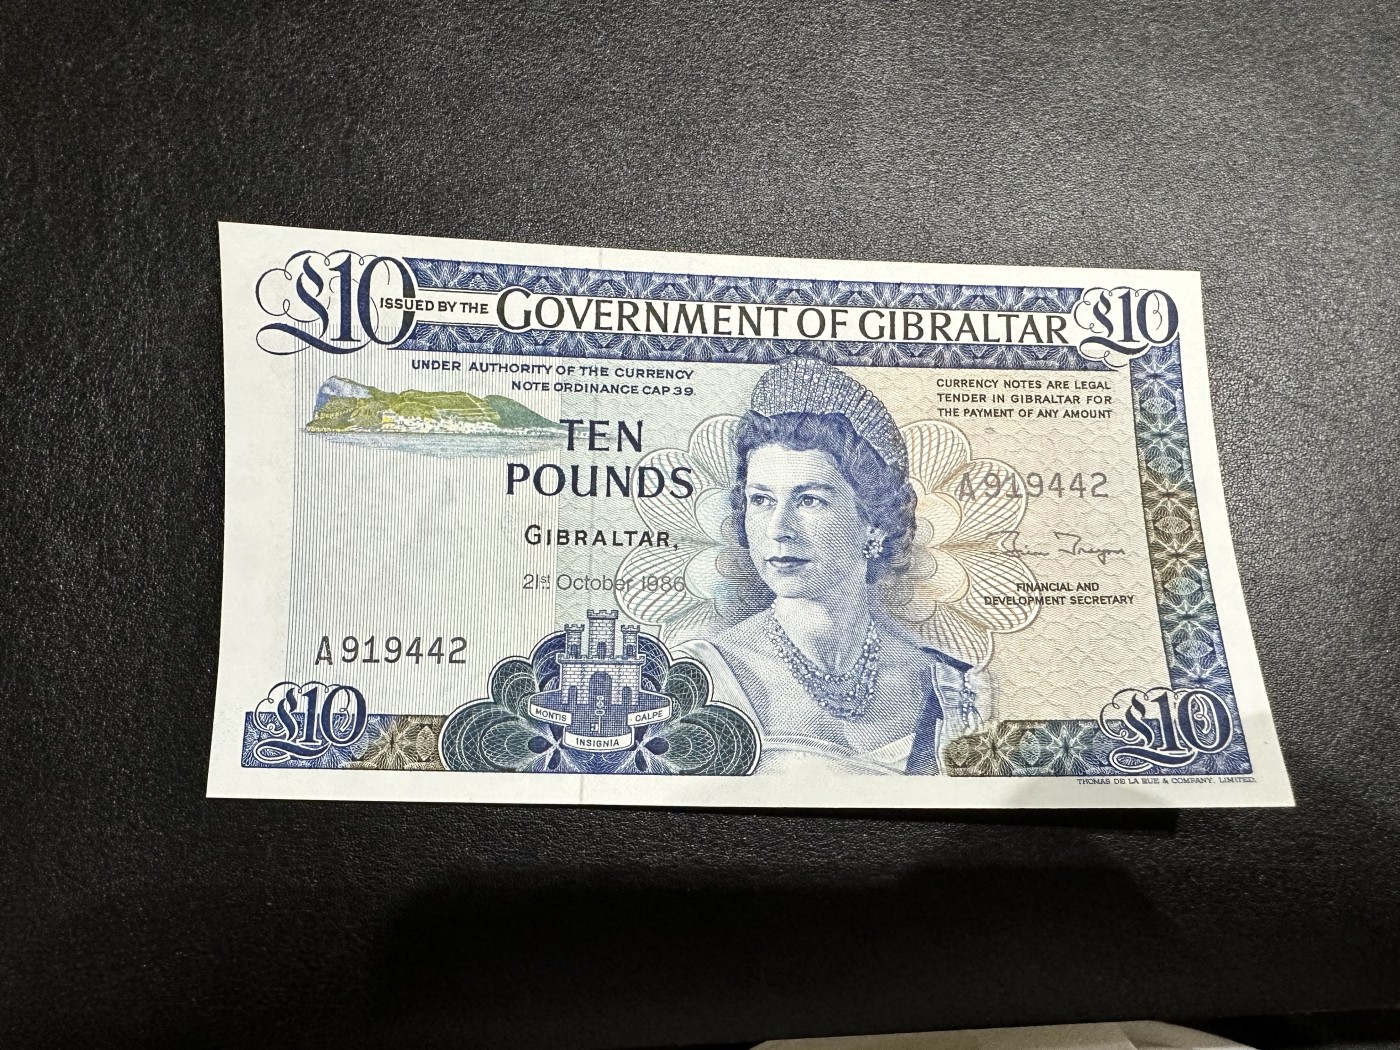 £10 ISSUED BY THE GOVERNMENT OF GIBRALTAR £10
UNDER AUTHORITY OF THE CURRENCY
NOTE ORDINANCE CAP 39.
CURRENCY NOTES ARE LEGAL
TENDER IN GIBRALTAR FOR
THE PAYMENT OF ANY AMOUNT
TEN
POUNDS
A919442
GIBRALTAR,
21st October 1986
FINANCIAL AND
DEVELOPMENT SECRETARY
A919442
£10
MONTIS CALPE
INSIGNIA
£10
THOMAS DE LA RUE & COMPANY, LIMITED.